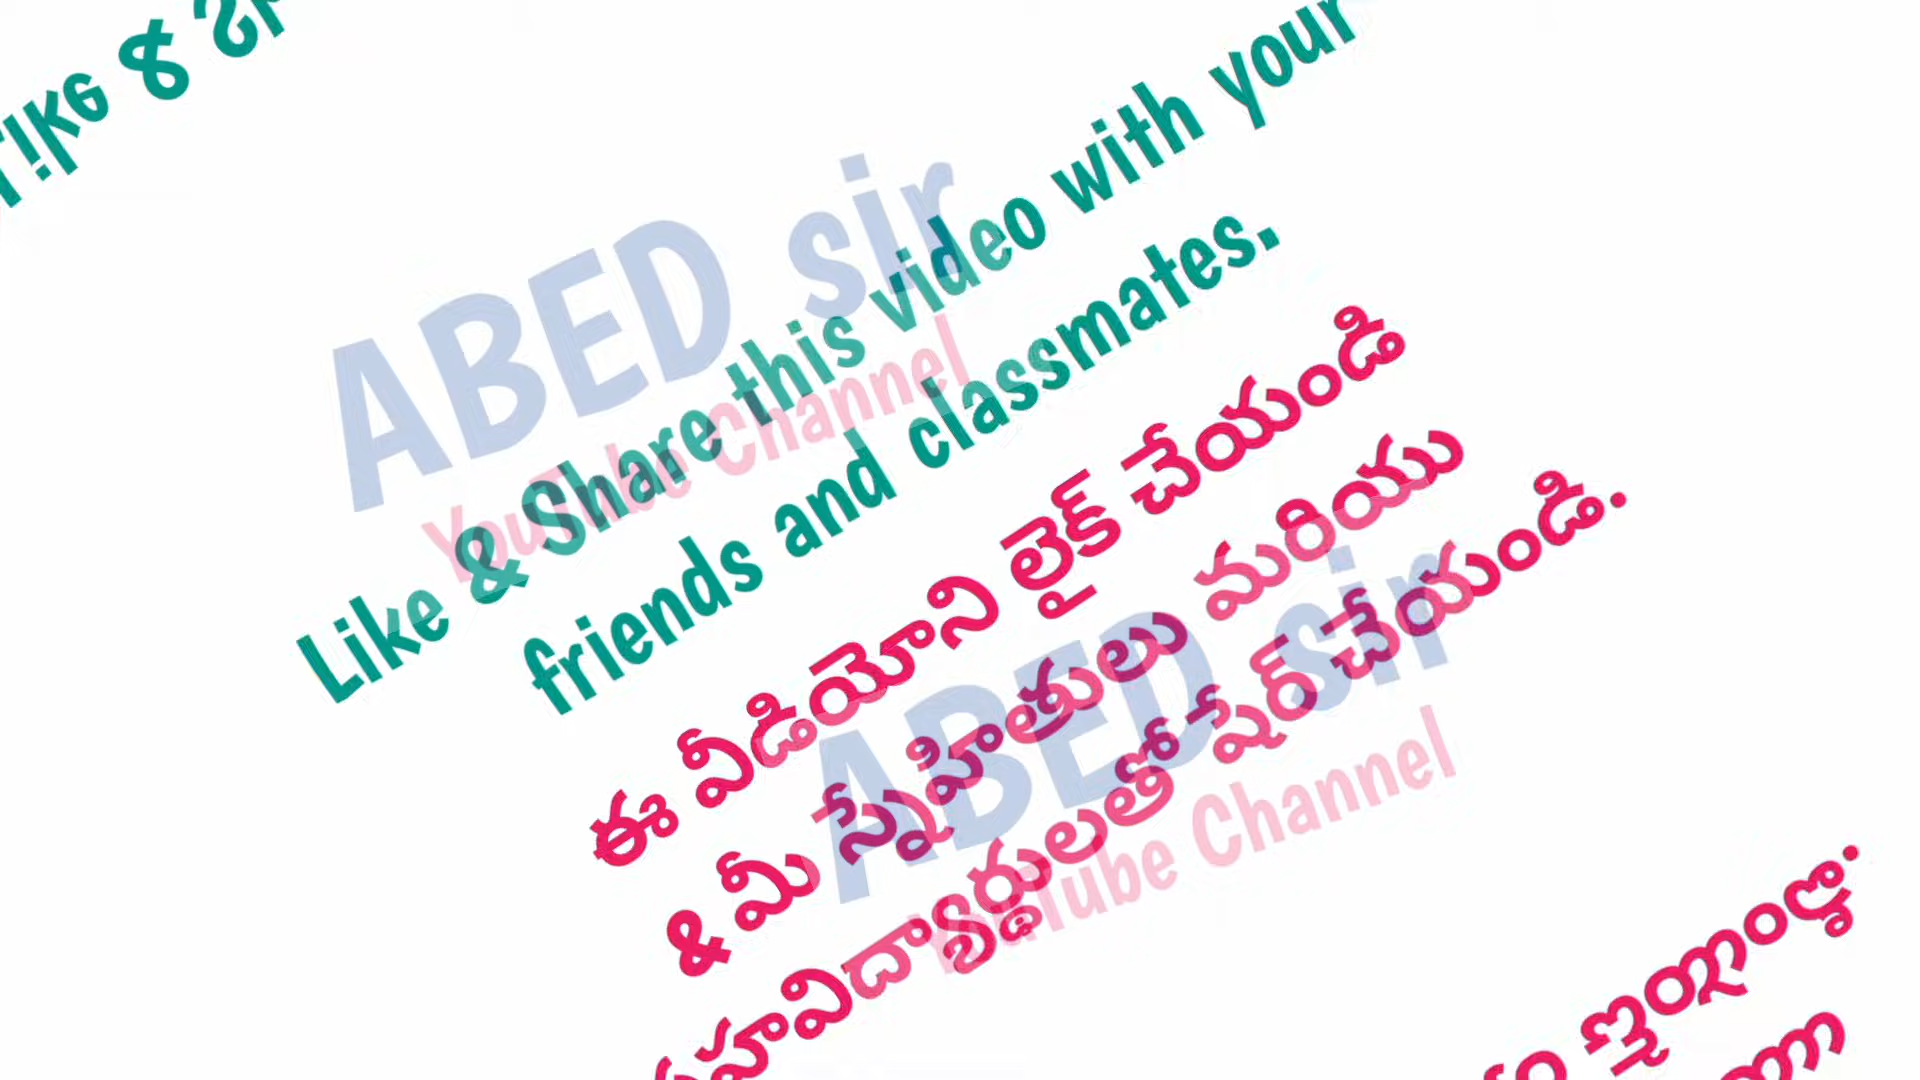 Like & Share this video with your
friends and classmates.
ఈ వీడియోని లైక్ చేయండి
& మీ స్నేహితులు మరియు
సహవిద్యార్థులతో షేర్ చేయండి.
ABED sir
YouTube Channel
ABED sir
YouTube Channel